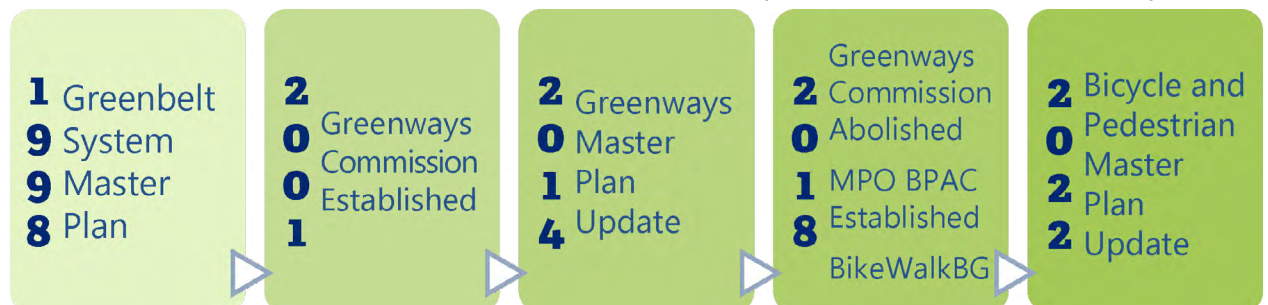 1998
Greenbelt
System
Master
Plan
2001
Greenways
Commission
Established
2014
Greenways
Master
Plan
Update
2018
Greenways
Commission
Abolished
MPO BPAC
Established
BikeWalkBG
2022
Bicycle and
Pedestrian
Master
Plan
Update